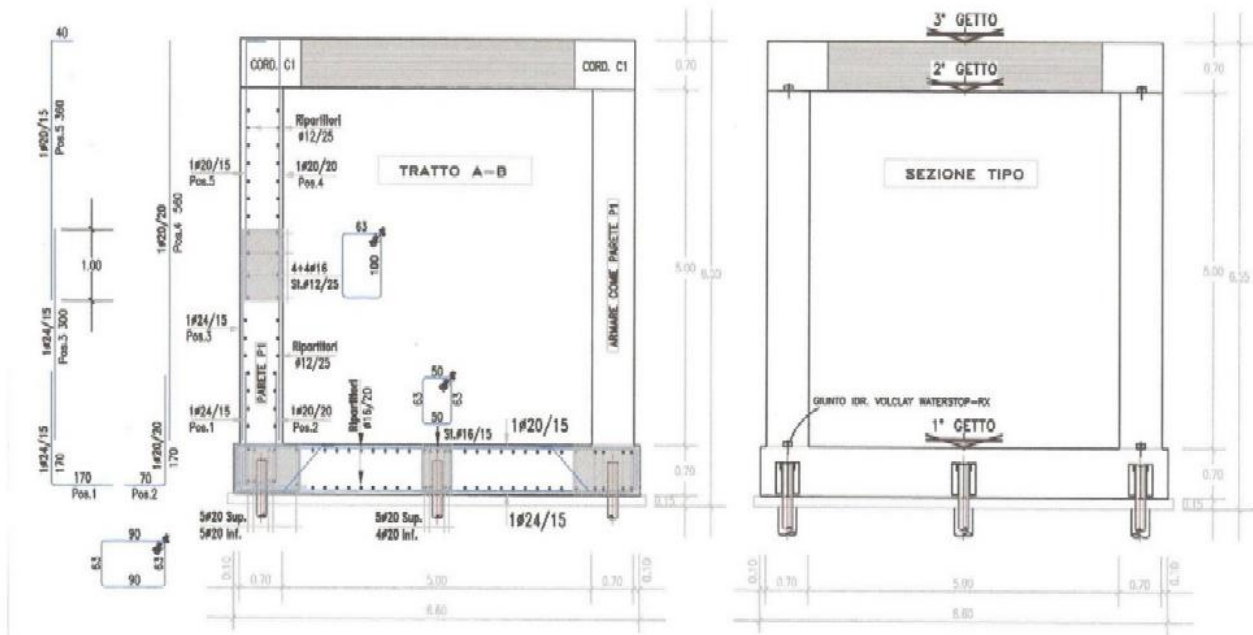 40
1ø20/15
Pos.5 360
1ø20/20
Pos.4 560
1.00
1ø24/15
Pos.3 300
1ø24/15
170
170
Pos.1
1ø20/20
170
70
Pos.2
90
63
63
90
CORD. C1
CORD. C1
Ripartitori
ø12/25
1ø20/15
Pos.5
1ø20/20
Pos.4
TRATTO A-B
63
100
4+4ø16
St.ø12/25
ARMARE COME PARETE P1
1ø24/15
Pos.3
Ripartitori
ø12/25
PARETE P1
1ø24/15
Pos.1
1ø20/20
Pos.2
Ripartitori
ø16/20
50
63
63
50
St.ø16/15
1ø20/15
5ø20 Sup.
5ø20 Inf.
5ø20 Sup.
4ø20 Inf.
1ø24/15
0.10
0.70
5.00
0.70
0.10
6.60
0.70
5.00
0.70
0.15
3° GETTO
2° GETTO
SEZIONE TIPO
GIUNTO IDR. VOLCLAY WATERSTOP-RX
1° GETTO
0.70
5.00
6.55
0.70
0.15
0.10
0.70
5.00
0.70
0.10
6.60